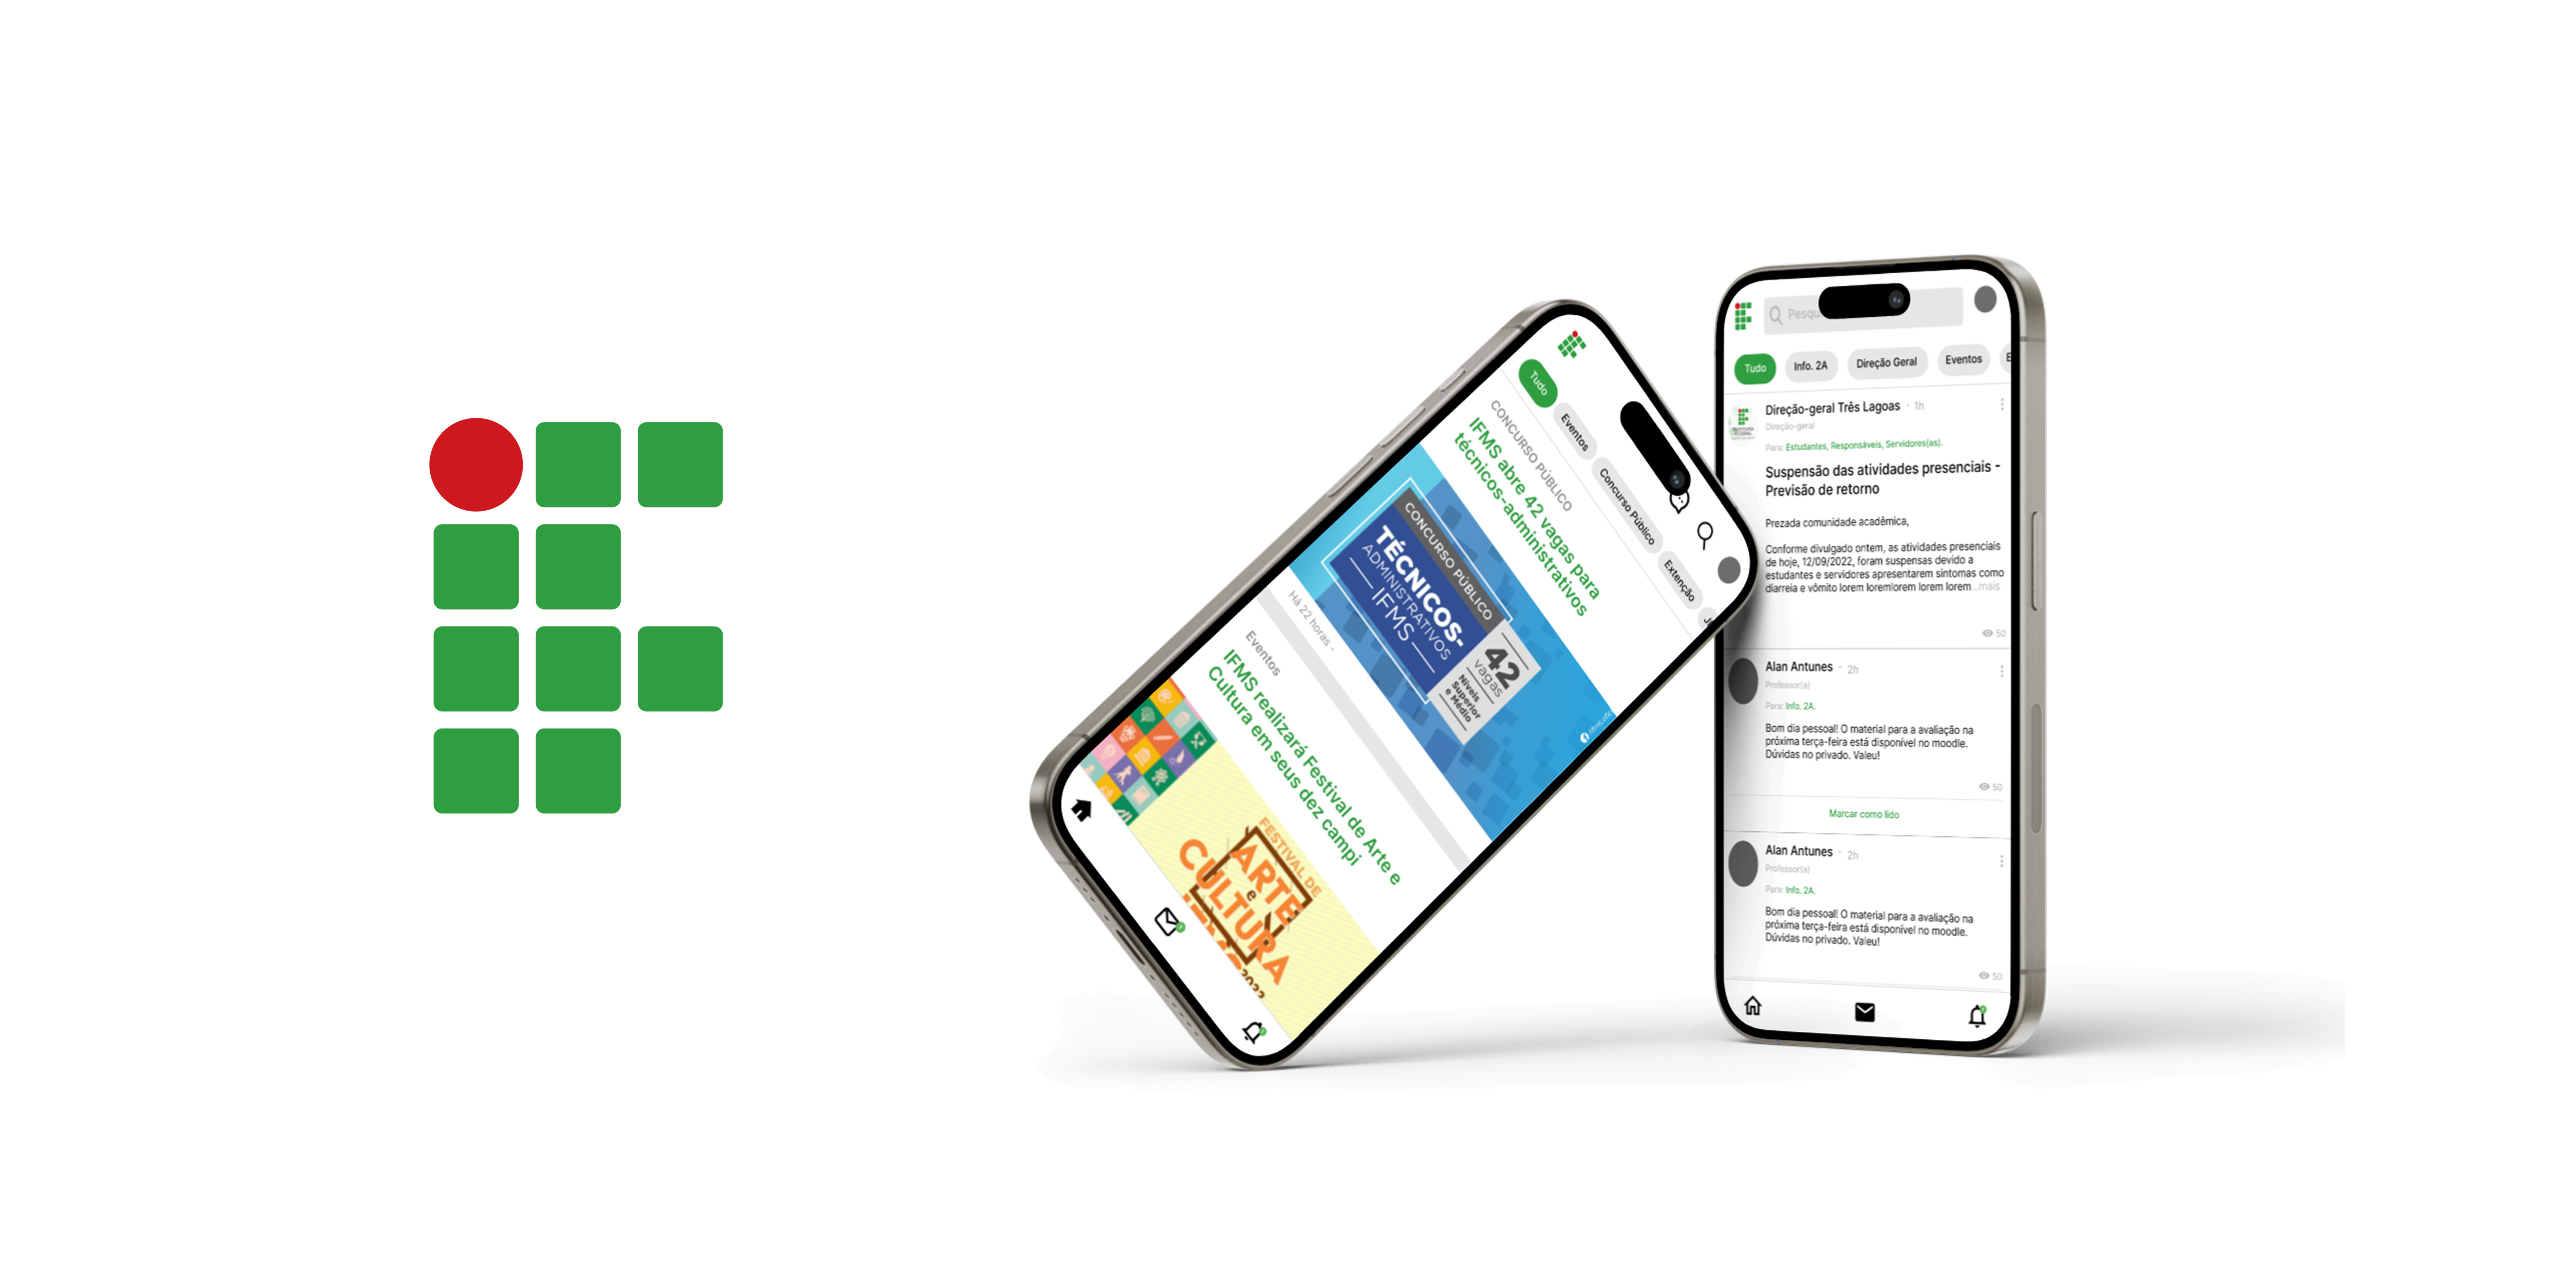 Tudo
Eventos
Concurso Público
Extenção
CONCURSO PÚBLICO
IFMS abre 42 vagas para
técnicos-administrativos
CONCURSO PÚBLICO
TÉCNICOS-
ADMINISTRATIVOS
IFMS
42
vagas
Níveis
Superior
e Médio
Há 22 horas -
Eventos
IFMS realizará Festival de Arte e
Cultura em seus dez campi
FESTIVAL DE
ARTE
e
CULTURA
Pesqu
Tudo
Info. 2A
Direção Geral
Eventos
E
Direção-geral Três Lagoas · 1h
Direção-geral
Para: Estudantes, Responsáveis, Servidores(as).
Suspensão das atividades presenciais -
Previsão de retorno
Prezada comunidade acadêmica,
Conforme divulgado ontem, as atividades presenciais
de hoje, 12/09/2022, foram suspensas devido a
estudantes e servidores apresentarem sintomas como
diarreia e vômito lorem loremlorem lorem lorem...mais
50
Alan Antunes · 2h
Professor(a)
Para: Info. 2A.
Bom dia pessoal! O material para a avaliação na
próxima terça-feira está disponível no moodle.
Dúvidas no privado. Valeu!
50
Marcar como lido
Alan Antunes · 2h
Professor(a)
Para: Info. 2A.
Bom dia pessoal! O material para a avaliação na
próxima terça-feira está disponível no moodle.
Dúvidas no privado. Valeu!
50